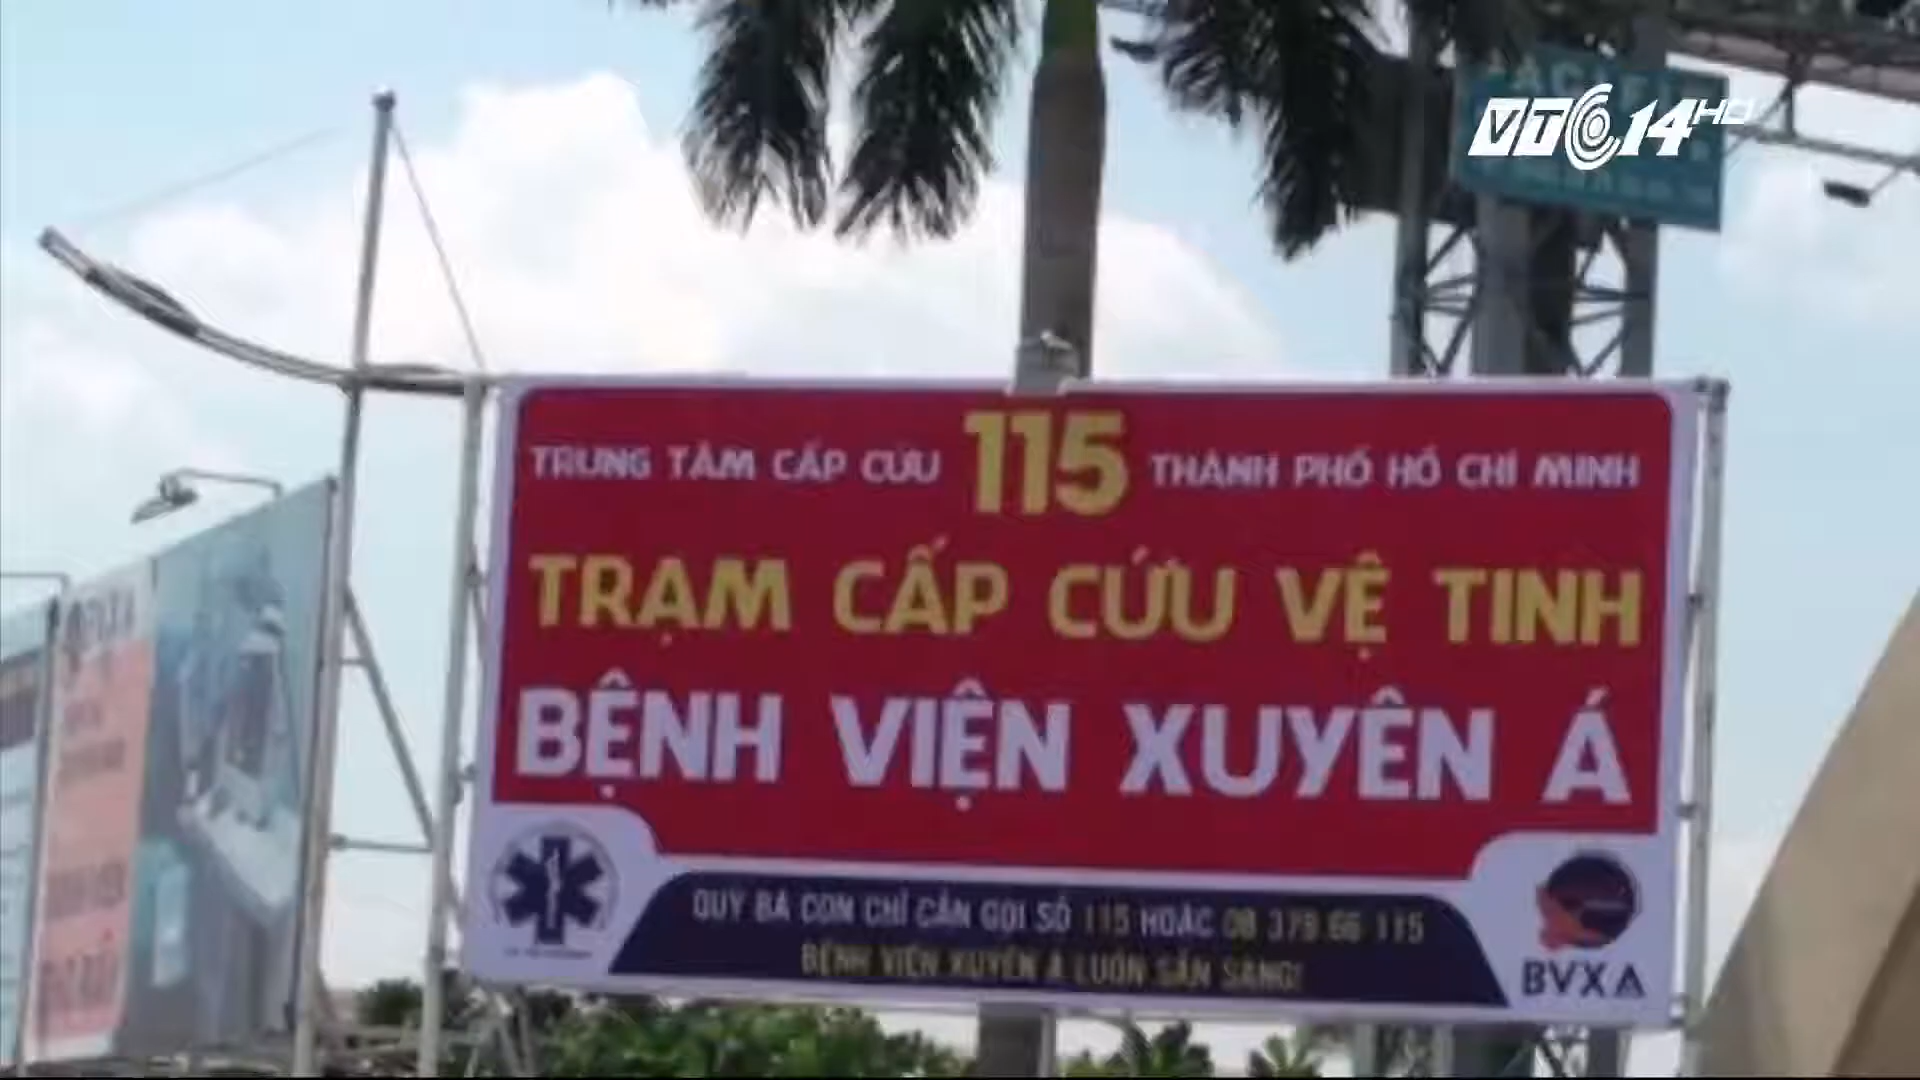 VTC14 HD
TRUNG TÂM CẤP CỨU 115 THÀNH PHỐ HỒ CHÍ MINH
TRẠM CẤP CỨU VỆ TINH
BỆNH VIỆN XUYÊN Á
QUÝ BÀ CON CHỈ CẦN GỌI SỐ 115 HOẶC 08 379 66 115
BỆNH VIỆN XUYÊN Á LUÔN SẴN SÀNG!
BVXA
BVXA